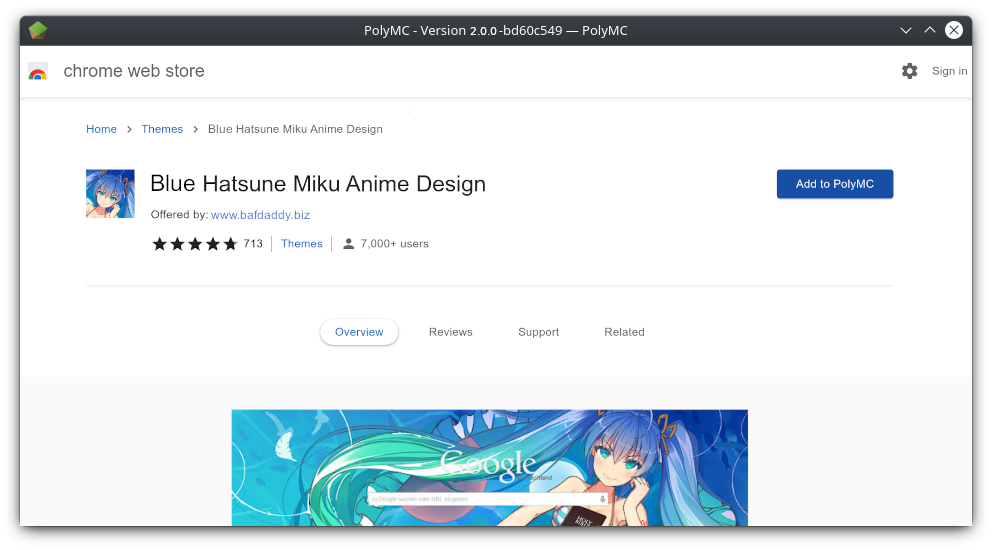 PolyMC - Version 2.0.0-bd60c549 — PolyMC
chrome web store
Sign in
Home > Themes > Blue Hatsune Miku Anime Design
Blue Hatsune Miku Anime Design
Add to PolyMC
Offered by: www.bafdaddy.biz
713 Themes 7,000+ users
Overview Reviews Support Related
Google
In Google suchen oder URL eingeben